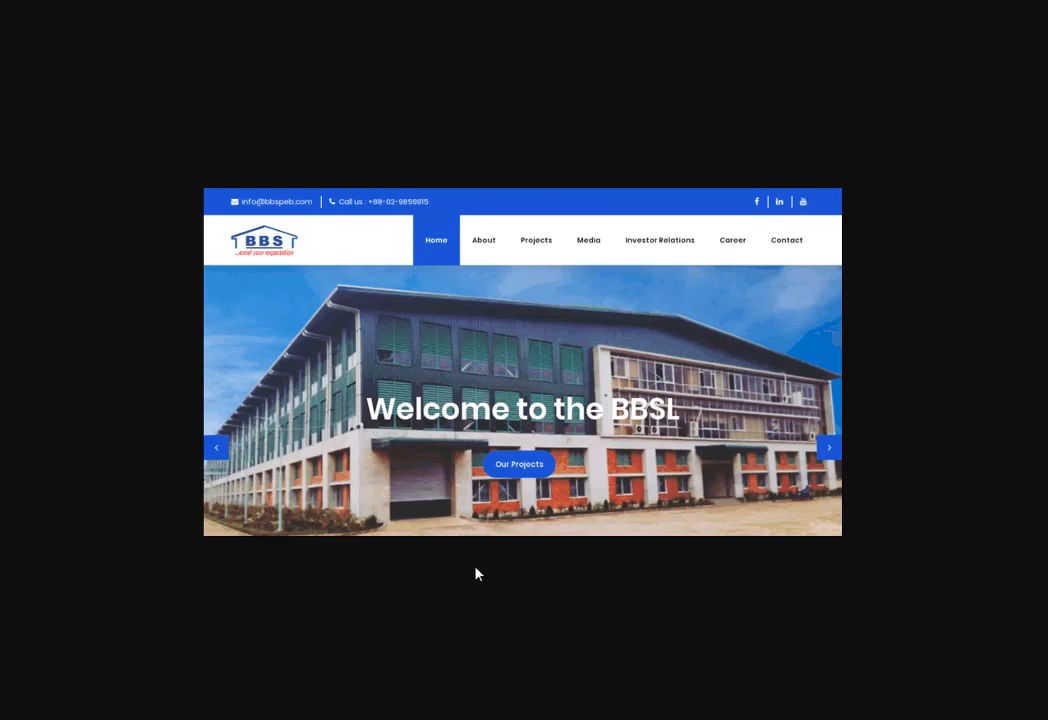 info@bbspeb.com Call us : +88-02-9859815
BBS
...excel your expectation
Home About Projects Media Investor Relations Career Contact
Welcome to the BBSL
Our Projects